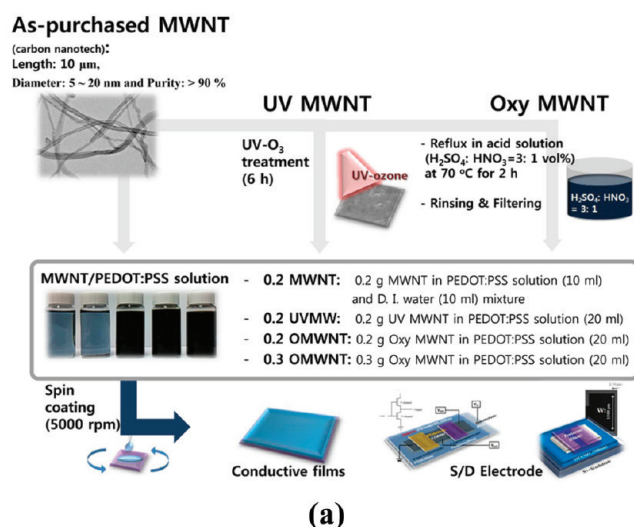 As-purchased MWNT
(carbon nanotech):
Length: 10 μm,
Diameter: 5 ~ 20 nm and Purity: > 90 %
UV MWNT
Oxy MWNT
UV-O₃
treatment
(6 h)
UV-ozone
- Reflux in acid solution
(H₂SO₄: HNO₃=3: 1 vol%)
at 70 ºC for 2 h
- Rinsing & Filtering
H₂SO₄: HNO₃
= 3: 1
MWNT/PEDOT:PSS solution
- 0.2 MWNT: 0.2 g MWNT in PEDOT:PSS solution (10 ml)
and D. I. water (10 ml) mixture
- 0.2 UVMW: 0.2 g UV MWNT in PEDOT:PSS solution (20 ml)
- 0.2 OMWNT: 0.2 g Oxy MWNT in PEDOT:PSS solution (20 ml)
- 0.3 OMWNT: 0.3 g Oxy MWNT in PEDOT:PSS solution (20 ml)
Spin
coating
(5000 rpm)
Conductive films
S/D Electrode
(a)